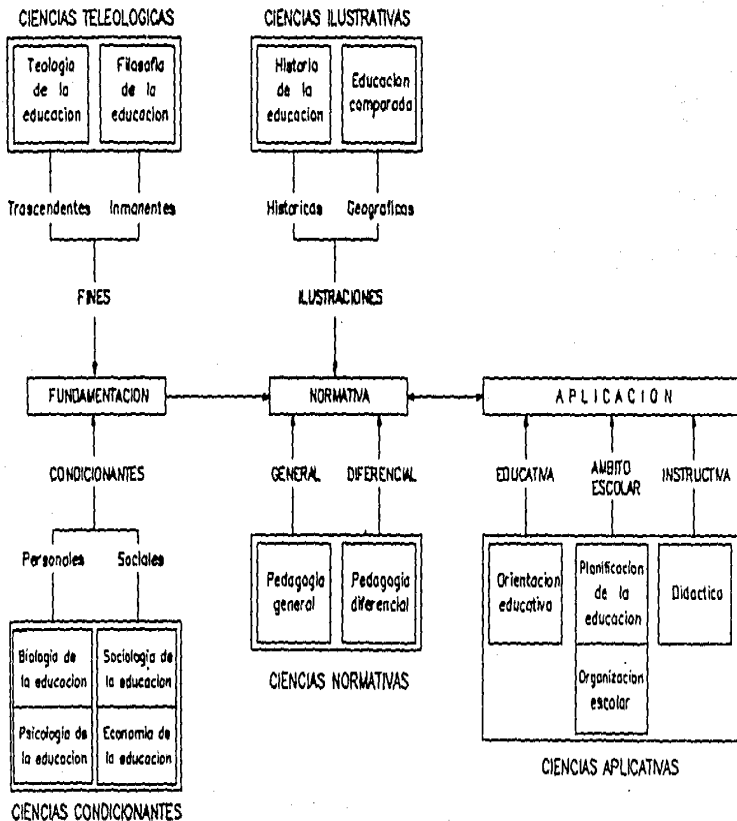 CIENCIAS TELEOLOGICAS
Teologia
de la
educacion
Filosofia
de la
educacion
Trascendentes
Inmanentes
FINES
CIENCIAS ILUSTRATIVAS
Historia
de la
educacion
Educacion
comparada
Historicas
Geograficas
ILUSTRACIONES
FUNDAMENTACION
NORMATIVA
APLICACION
CONDICIONANTES
Personales
Sociales
Biologia de
la educacion
Sociologia de
la educacion
Psicologia de
la educacion
Economia de
la educacion
CIENCIAS CONDICIONANTES
GENERAL
DIFERENCIAL
Pedagogia
general
Pedagogia
diferencial
CIENCIAS NORMATIVAS
EDUCATIVA
AMBITO
ESCOLAR
INSTRUCTIVA
Orientacion
educativa
Planificacion
de la
educacion
Didactica
Organizacion
escolar
CIENCIAS APLICATIVAS